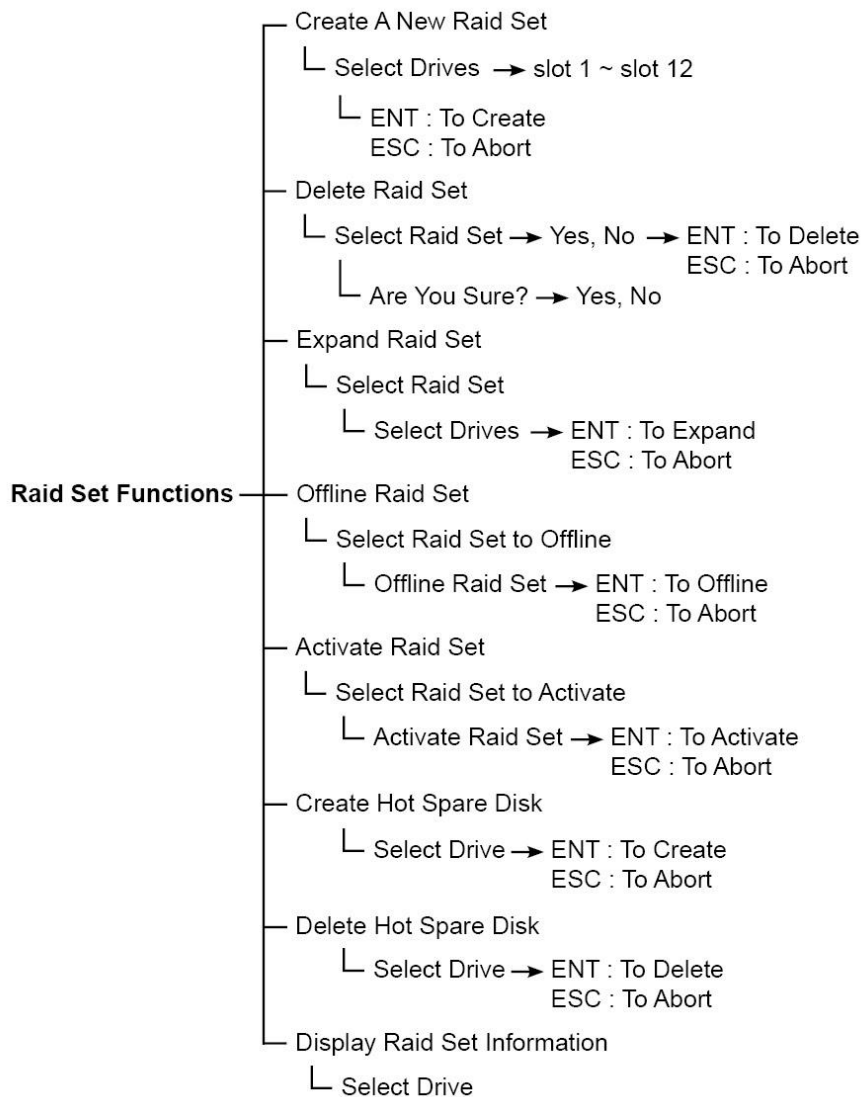 Create A New Raid Set
Select Drives → slot 1 ~ slot 12
ENT : To Create
ESC : To Abort
Delete Raid Set
Select Raid Set → Yes, No → ENT : To Delete
ESC : To Abort
Are You Sure? → Yes, No
Expand Raid Set
Select Raid Set
Select Drives → ENT : To Expand
ESC : To Abort
Raid Set Functions
Offline Raid Set
Select Raid Set to Offline
Offline Raid Set → ENT : To Offline
ESC : To Abort
Activate Raid Set
Select Raid Set to Activate
Activate Raid Set → ENT : To Activate
ESC : To Abort
Create Hot Spare Disk
Select Drive → ENT : To Create
ESC : To Abort
Delete Hot Spare Disk
Select Drive → ENT : To Delete
ESC : To Abort
Display Raid Set Information
Select Drive